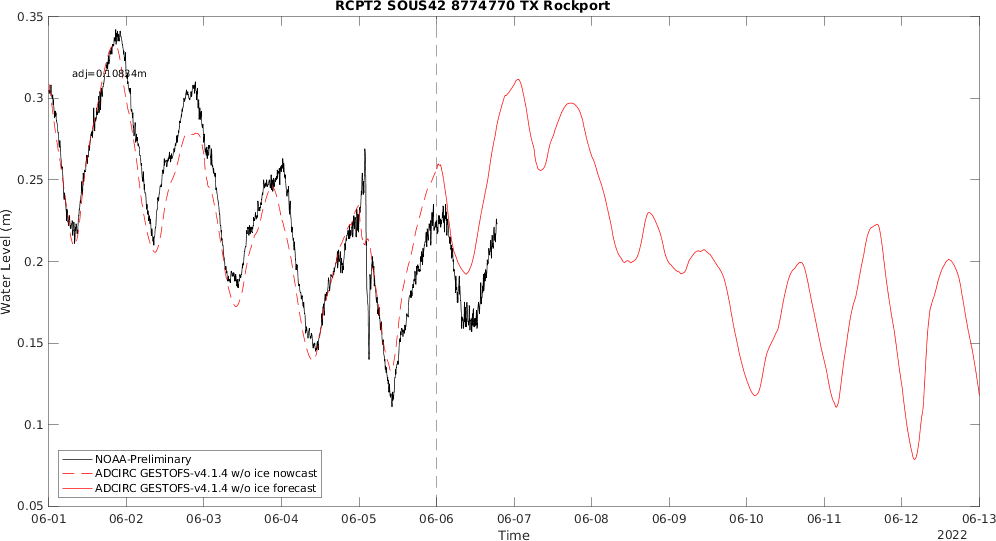 RCPT2 SOUS42 8774770 TX Rockport
0.35
0.3
0.25
0.2
0.15
0.1
0.05
Water Level (m)
adj=0.10834m
NOAA-Preliminary
ADCIRC GESTOFS-v4.1.4 w/o ice nowcast
ADCIRC GESTOFS-v4.1.4 w/o ice forecast
06-01 06-02 06-03 06-04 06-05 06-06 06-07 06-08 06-09 06-10 06-11 06-12 06-13
Time
2022